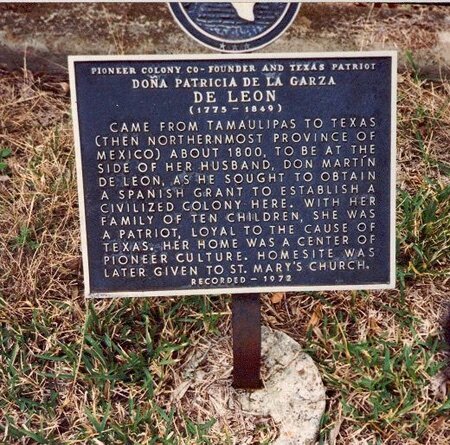 PIONEER COLONY CO-FOUNDER AND TEXAS PATRIOT
DOÑA PATRICIA DE LA GARZA
DE LEON
(1775-1849)
CAME FROM TAMAULIPAS TO TEXAS
(THEN NORTHERNMOST PROVINCE OF
MEXICO) ABOUT 1800, TO BE AT THE
SIDE OF HER HUSBAND, DON MARTÍN
DE LEON, AS HE SOUGHT TO OBTAIN
A SPANISH GRANT TO ESTABLISH A
CIVILIZED COLONY HERE. WITH HER
FAMILY OF TEN CHILDREN, SHE WAS
A PATRIOT, LOYAL TO THE CAUSE OF
TEXAS. HER HOME WAS A CENTER OF
PIONEER CULTURE. HOMESITE WAS
LATER GIVEN TO ST. MARY'S CHURCH.
RECORDED - 1972